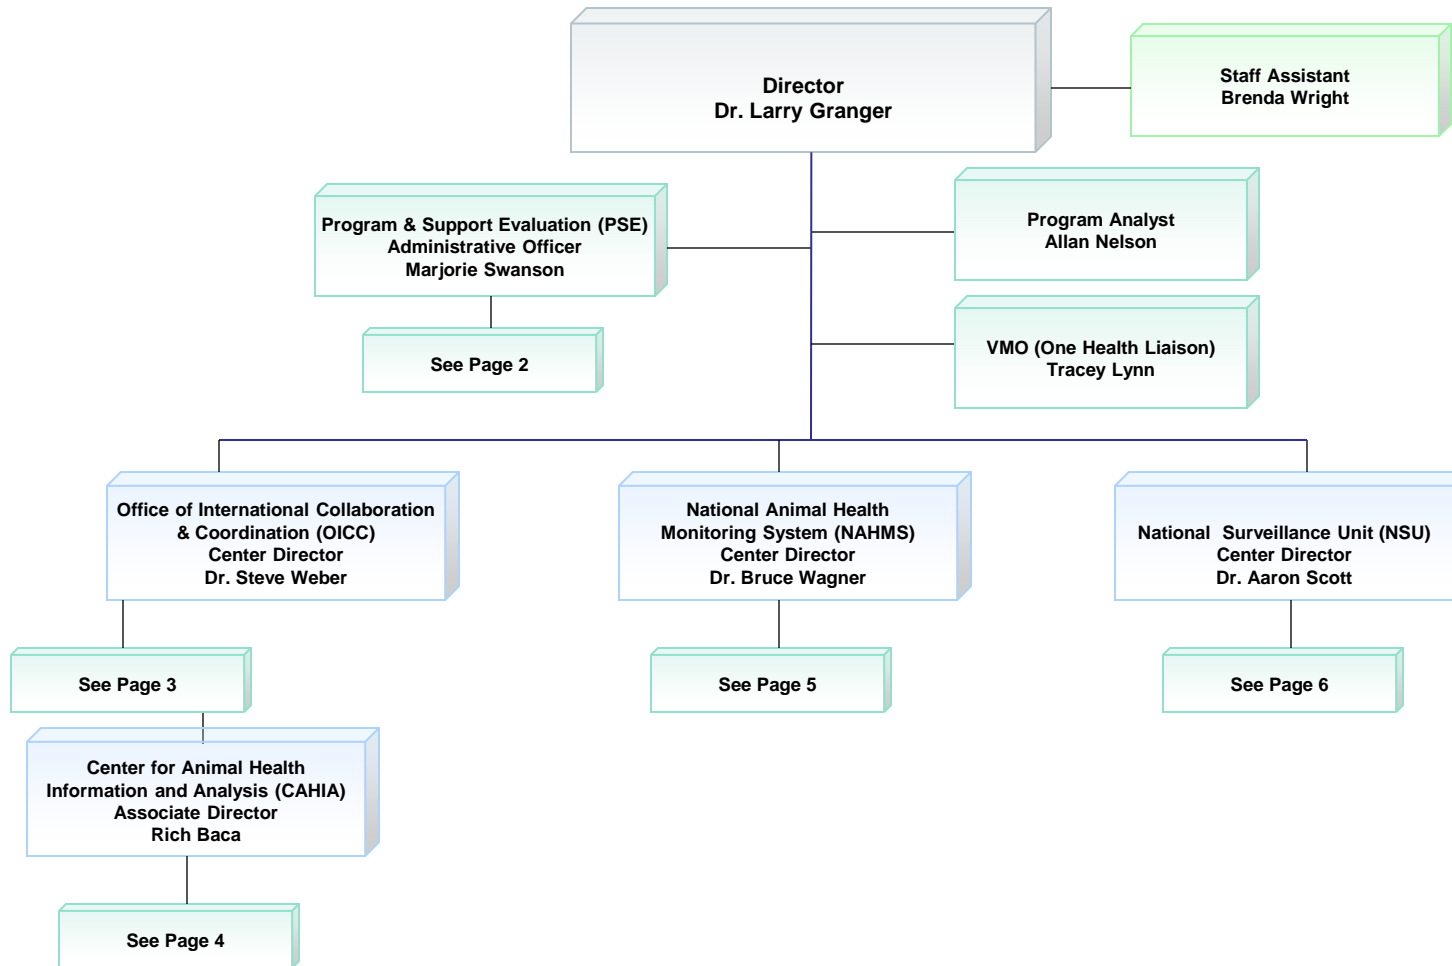 Director
Dr. Larry Granger
Staff Assistant
Brenda Wright
Program & Support Evaluation (PSE)
Administrative Officer
Marjorie Swanson
Program Analyst
Allan Nelson
See Page 2
VMO (One Health Liaison)
Tracey Lynn
Office of International Collaboration
& Coordination (OICC)
Center Director
Dr. Steve Weber
National Animal Health
Monitoring System (NAHMS)
Center Director
Dr. Bruce Wagner
National Surveillance Unit (NSU)
Center Director
Dr. Aaron Scott
See Page 3
See Page 5
See Page 6
Center for Animal Health
Information and Analysis (CAHIA)
Associate Director
Rich Baca
See Page 4